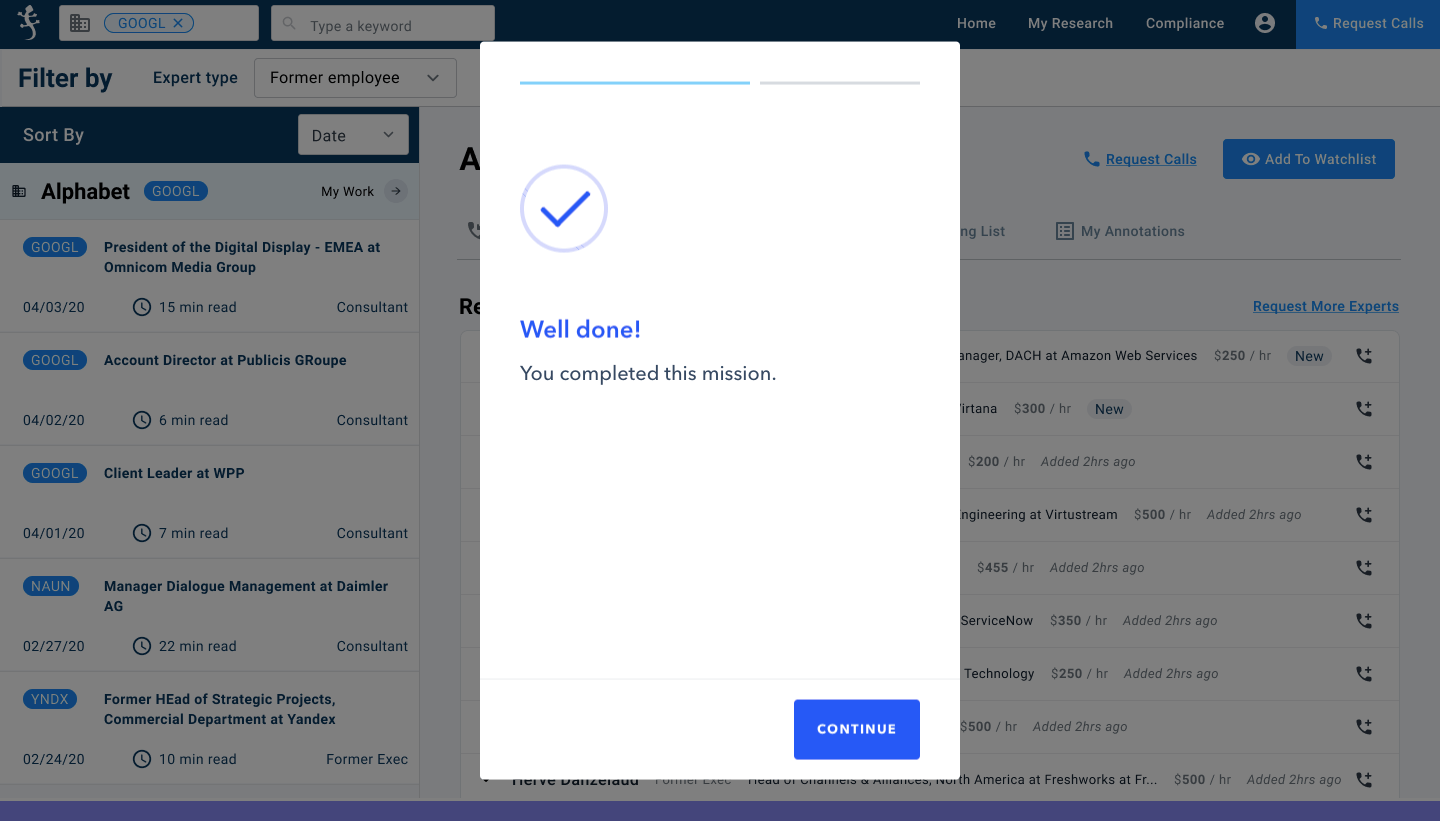 GOOGL
Type a keyword
Home
My Research
Compliance
Request Calls
Filter by
Expert type
Former employee
Sort By
Date
Alphabet
GOOGL
My Work
GOOGL
President of the Digital Display - EMEA at
Omnicom Media Group
04/03/20
15 min read
Consultant
GOOGL
Account Director at Publicis GRoupe
04/02/20
6 min read
Consultant
GOOGL
Client Leader at WPP
04/01/20
7 min read
Consultant
NAUN
Manager Dialogue Management at Daimler
AG
02/27/20
22 min read
Consultant
YNDX
Former HEad of Strategic Projects,
Commercial Department at Yandex
02/24/20
10 min read
Former Exec
Well done!
You completed this mission.
CONTINUE
Request Calls
Add To Watchlist
List
My Annotations
Request More Experts
DACH at Amazon Web Services $250 / hr New
$300 / hr New
$200 / hr Added 2hrs ago
at Virtustream $500 / hr Added 2hrs ago
$455 / hr Added 2hrs ago
ServiceNow $350 / hr Added 2hrs ago
Technology $250 / hr Added 2hrs ago
$500 / hr Added 2hrs ago
Herve Danzelaud Former Exec Head of Channels & Alliances, North America at Freshworks at Fr... $500 / hr Added 2hrs ago